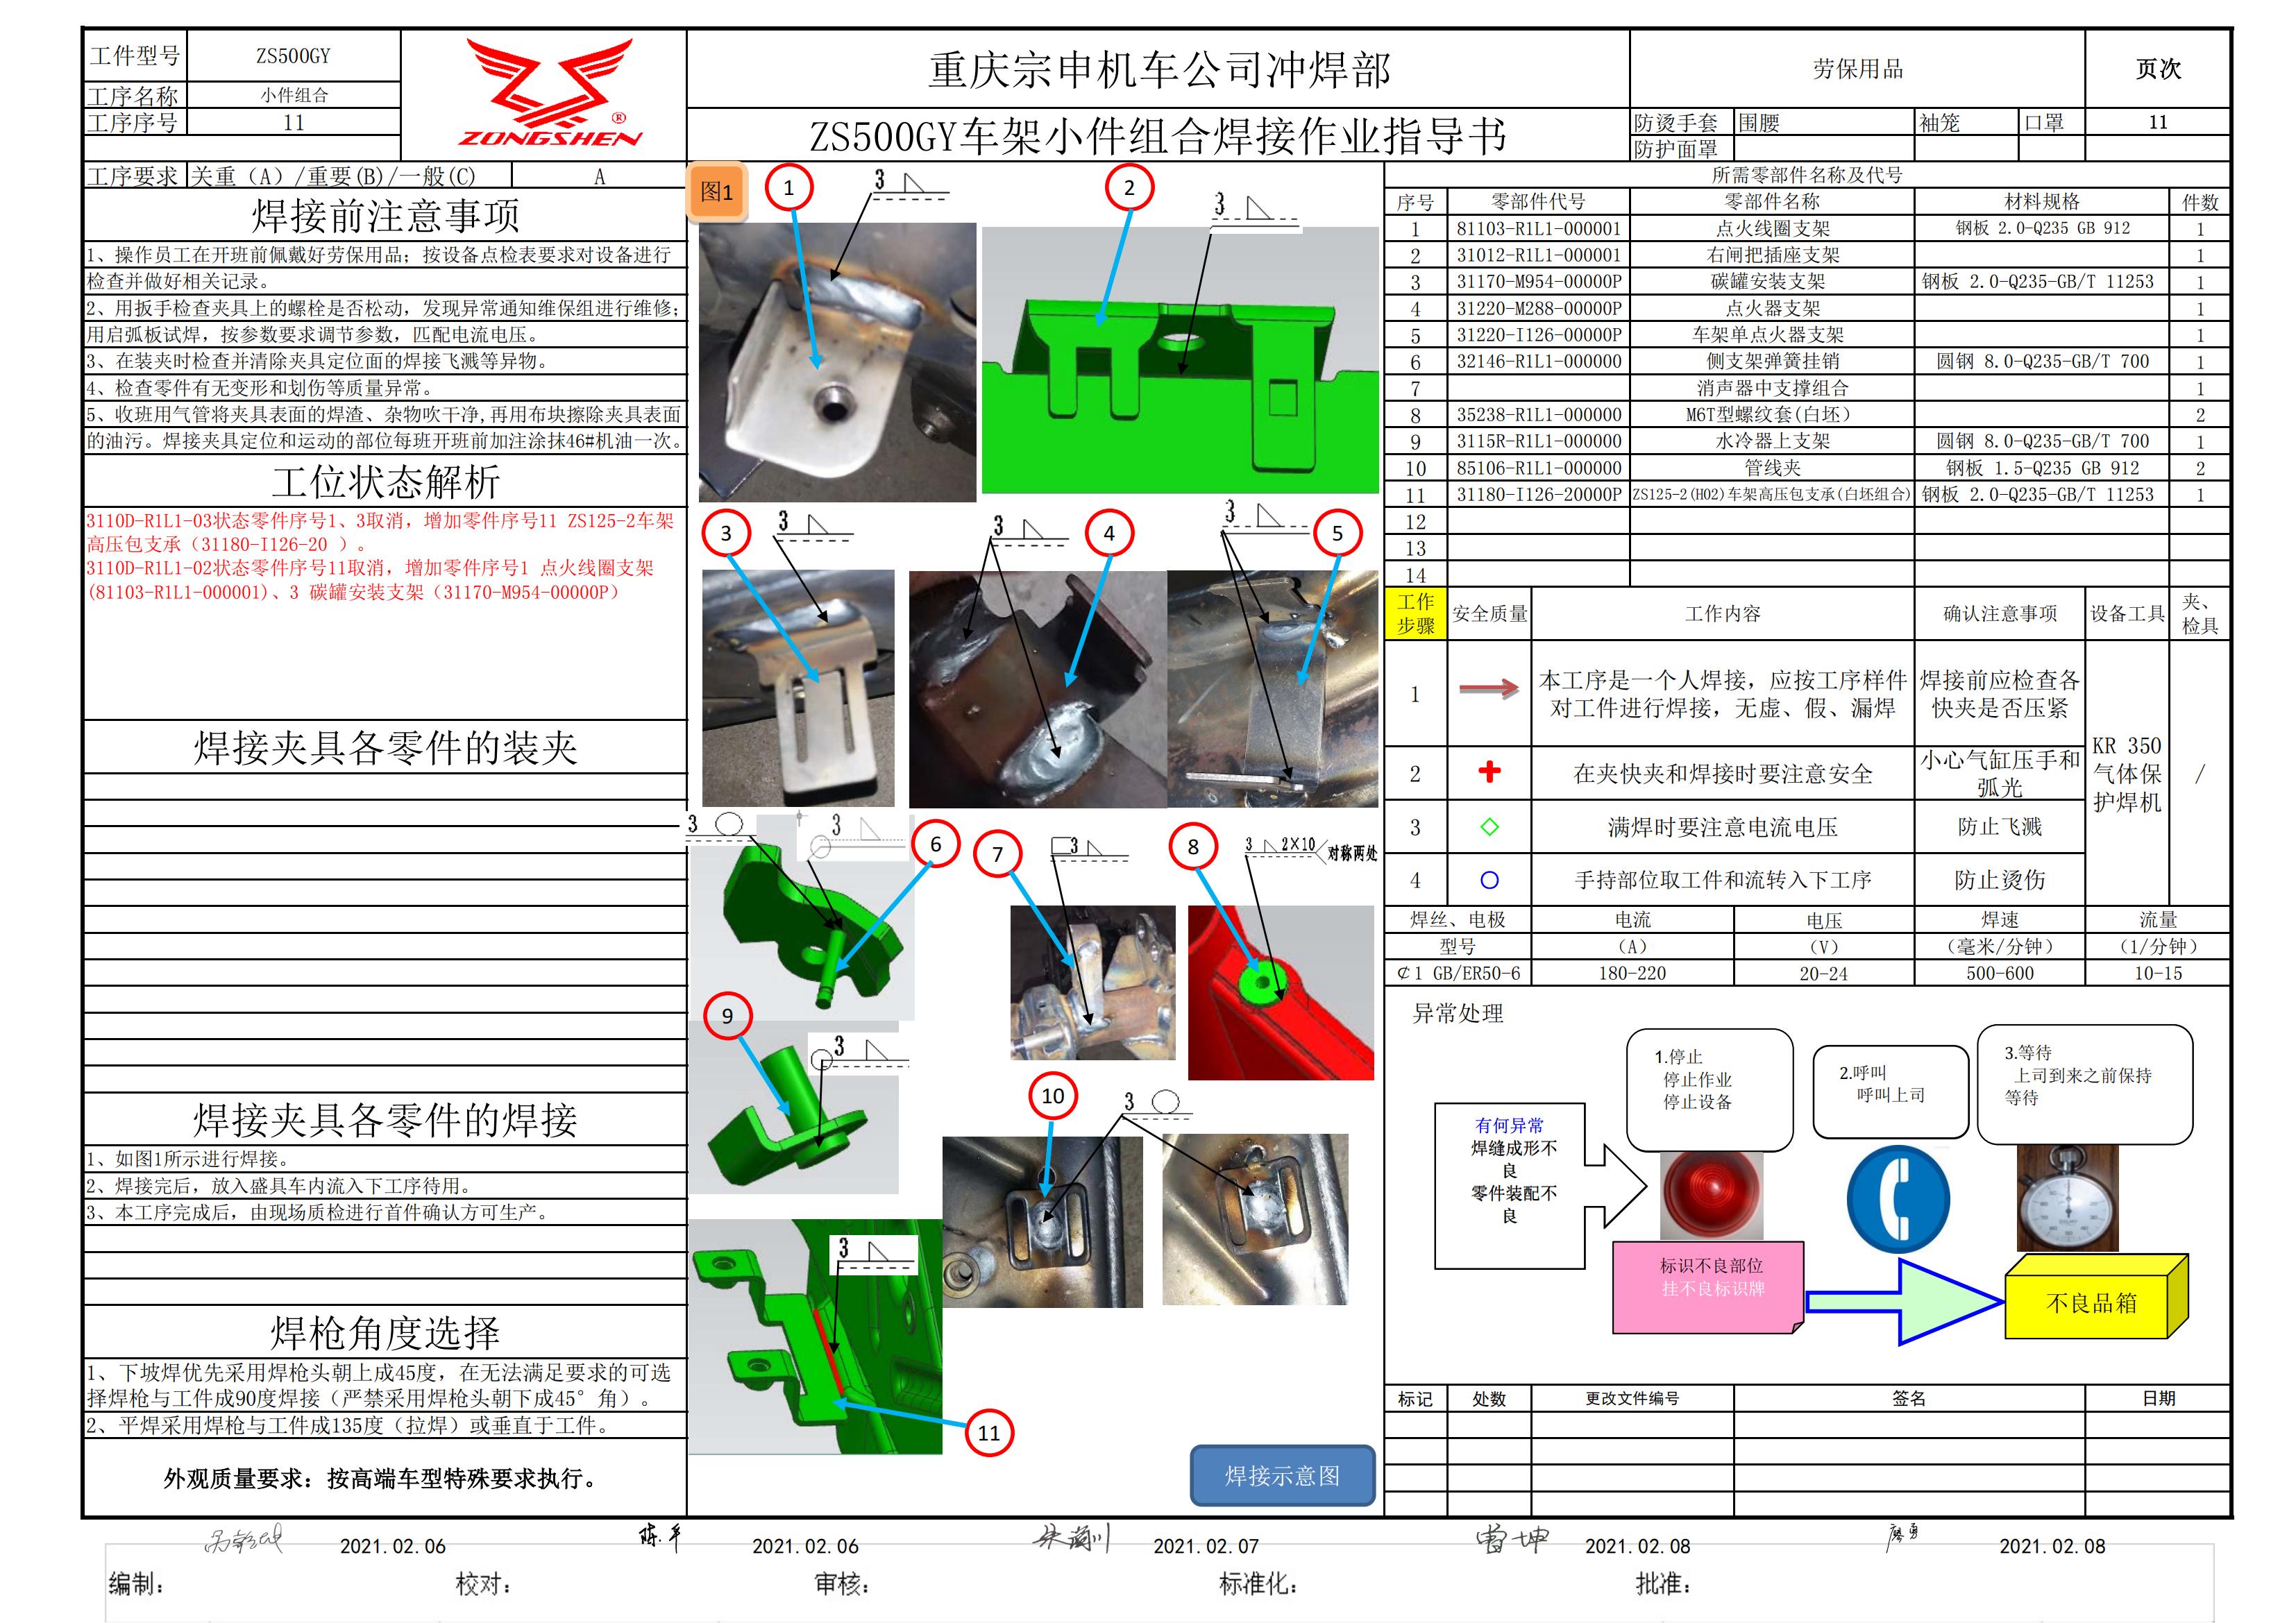 工件型号 ZS500GY
工序名称 小件组合
工序序号 11
ZONGSHEN ®
重庆宗申机车公司冲焊部
ZS500GY车架小件组合焊接作业指导书
劳保用品 页次
防烫手套 围腰 袖笼 口罩 11
防护面罩
工序要求 关重（A）/重要(B)/一般(C) A
焊接前注意事项
1、操作员工在开班前佩戴好劳保用品；按设备点检表要求对设备进行
检查并做好相关记录。
2、用扳手检查夹具上的螺栓是否松动，发现异常通知维保组进行维修；
用启弧板试焊，按参数要求调节参数，匹配电流电压。
3、在装夹时检查并清除夹具定位面的焊接飞溅等异物。
4、检查零件有无变形和划伤等质量异常。
5、收班用气管将夹具表面的焊渣、杂物吹干净,再用布块擦除夹具表面
的油污。焊接夹具定位和运动的部位每班开班前加注涂抹46#机油一次。
工位状态解析
3110D-R1L1-03状态零件序号1、3取消，增加零件序号11 ZS125-2车架
高压包支承（31180-I126-20 ）。
3110D-R1L1-02状态零件序号11取消，增加零件序号1 点火线圈支架
(81103-R1L1-000001)、3 碳罐安装支架（31170-M954-00000P）
焊接夹具各零件的装夹
焊接夹具各零件的焊接
1、如图1所示进行焊接。
2、焊接完后，放入盛具车内流入下工序待用。
3、本工序完成后，由现场质检进行首件确认方可生产。
焊枪角度选择
1、下坡焊优先采用焊枪头朝上成45度，在无法满足要求的可选
择焊枪与工件成90度焊接（严禁采用焊枪头朝下成45°角）。
2、平焊采用焊枪与工件成135度（拉焊）或垂直于工件。
外观质量要求：按高端车型特殊要求执行。
图1
1 3
2 3
3 3
4 3
5 3
3 3 6
7 3
8 3 2×10 对称两处
9 3
10 3
11 3
焊接示意图
所需零部件名称及代号
序号 零部件代号 零部件名称 材料规格 件数
1 81103-R1L1-000001 点火线圈支架 钢板 2.0-Q235 GB 912 1
2 31012-R1L1-000001 右闸把插座支架 1
3 31170-M954-00000P 碳罐安装支架 钢板 2.0-Q235-GB/T 11253 1
4 31220-M288-00000P 点火器支架 1
5 31220-I126-00000P 车架单点火器支架 1
6 32146-R1L1-000000 侧支架弹簧挂销 圆钢 8.0-Q235-GB/T 700 1
7 消声器中支撑组合 1
8 35238-R1L1-000000 M6T型螺纹套(白坯） 2
9 3115R-R1L1-000000 水冷器上支架 圆钢 8.0-Q235-GB/T 700 1
10 85106-R1L1-000000 管线夹 钢板 1.5-Q235 GB 912 2
11 31180-I126-20000P ZS125-2(H02)车架高压包支承(白坯组合) 钢板 2.0-Q235-GB/T 11253 1
12
13
14
工作步骤 安全质量 工作内容 确认注意事项 设备工具 夹、检具
1 本工序是一个人焊接，应按工序样件 焊接前应检查各
对工件进行焊接，无虚、假、漏焊 快夹是否压紧
2 在夹快夹和焊接时要注意安全 小心气缸压手和
弧光
KR 350
气体保
护焊机
/
3 满焊时要注意电流电压 防止飞溅
4 手持部位取工件和流转入下工序 防止烫伤
焊丝、电极 电流 电压 焊速 流量
型号 （A） （V） （毫米/分钟） （1/分钟）
¢1 GB/ER50-6 180-220 20-24 500-600 10-15
异常处理
有何异常
焊缝成形不
良
零件装配不
良
1.停止
停止作业
停止设备
2.呼叫
呼叫上司
3.等待
上司到来之前保持
等待
标识不良部位
挂不良标识牌
不良品箱
标记 处数 更改文件编号 签名 日期
2021.02.06 陈平 2021.02.06 2021.02.07 雷坤 2021.02.08 廖勇 2021.02.08
编制： 校对： 审核： 标准化： 批准：